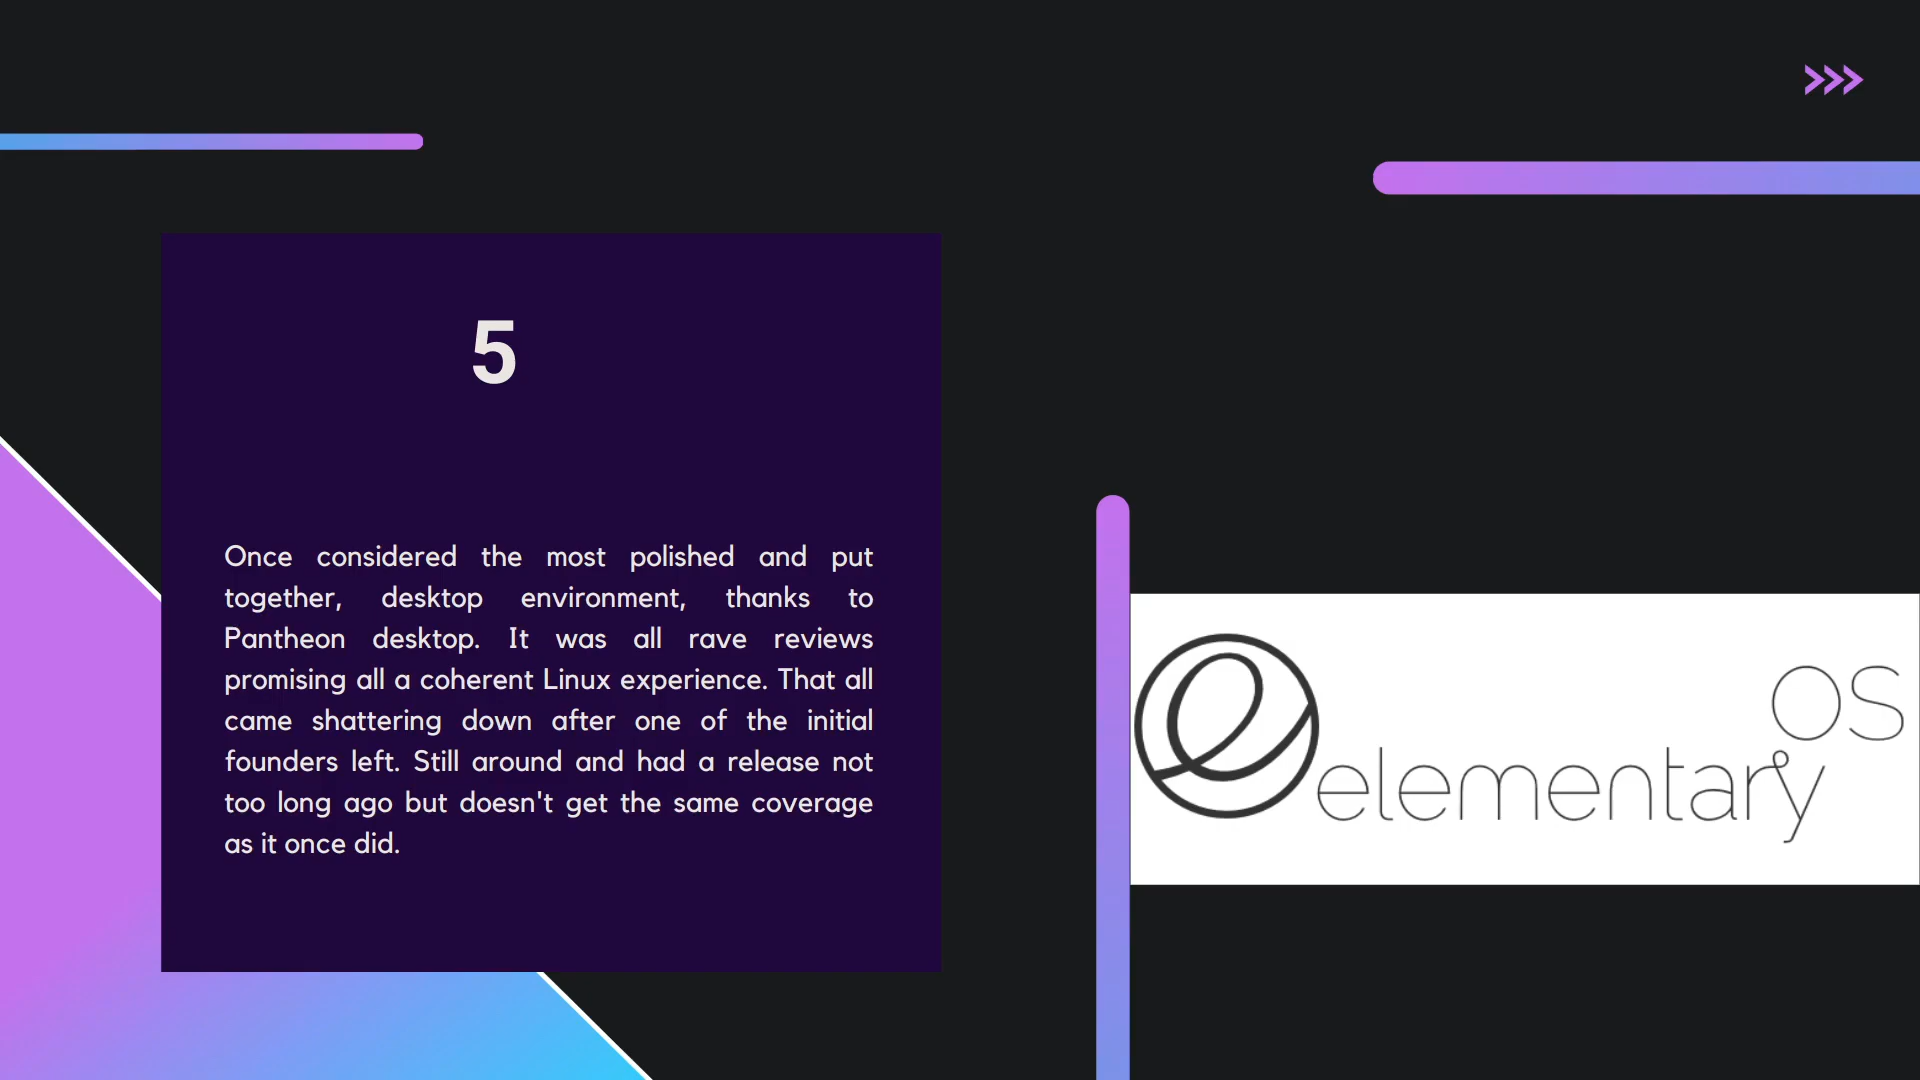 5
Once considered the most polished and put
together, desktop environment, thanks to
Pantheon desktop. It was all rave reviews
promising all a coherent Linux experience. That all
came shattering down after one of the initial
founders left. Still around and had a release not
too long ago but doesn't get the same coverage
as it once did.
e
elementary
OS